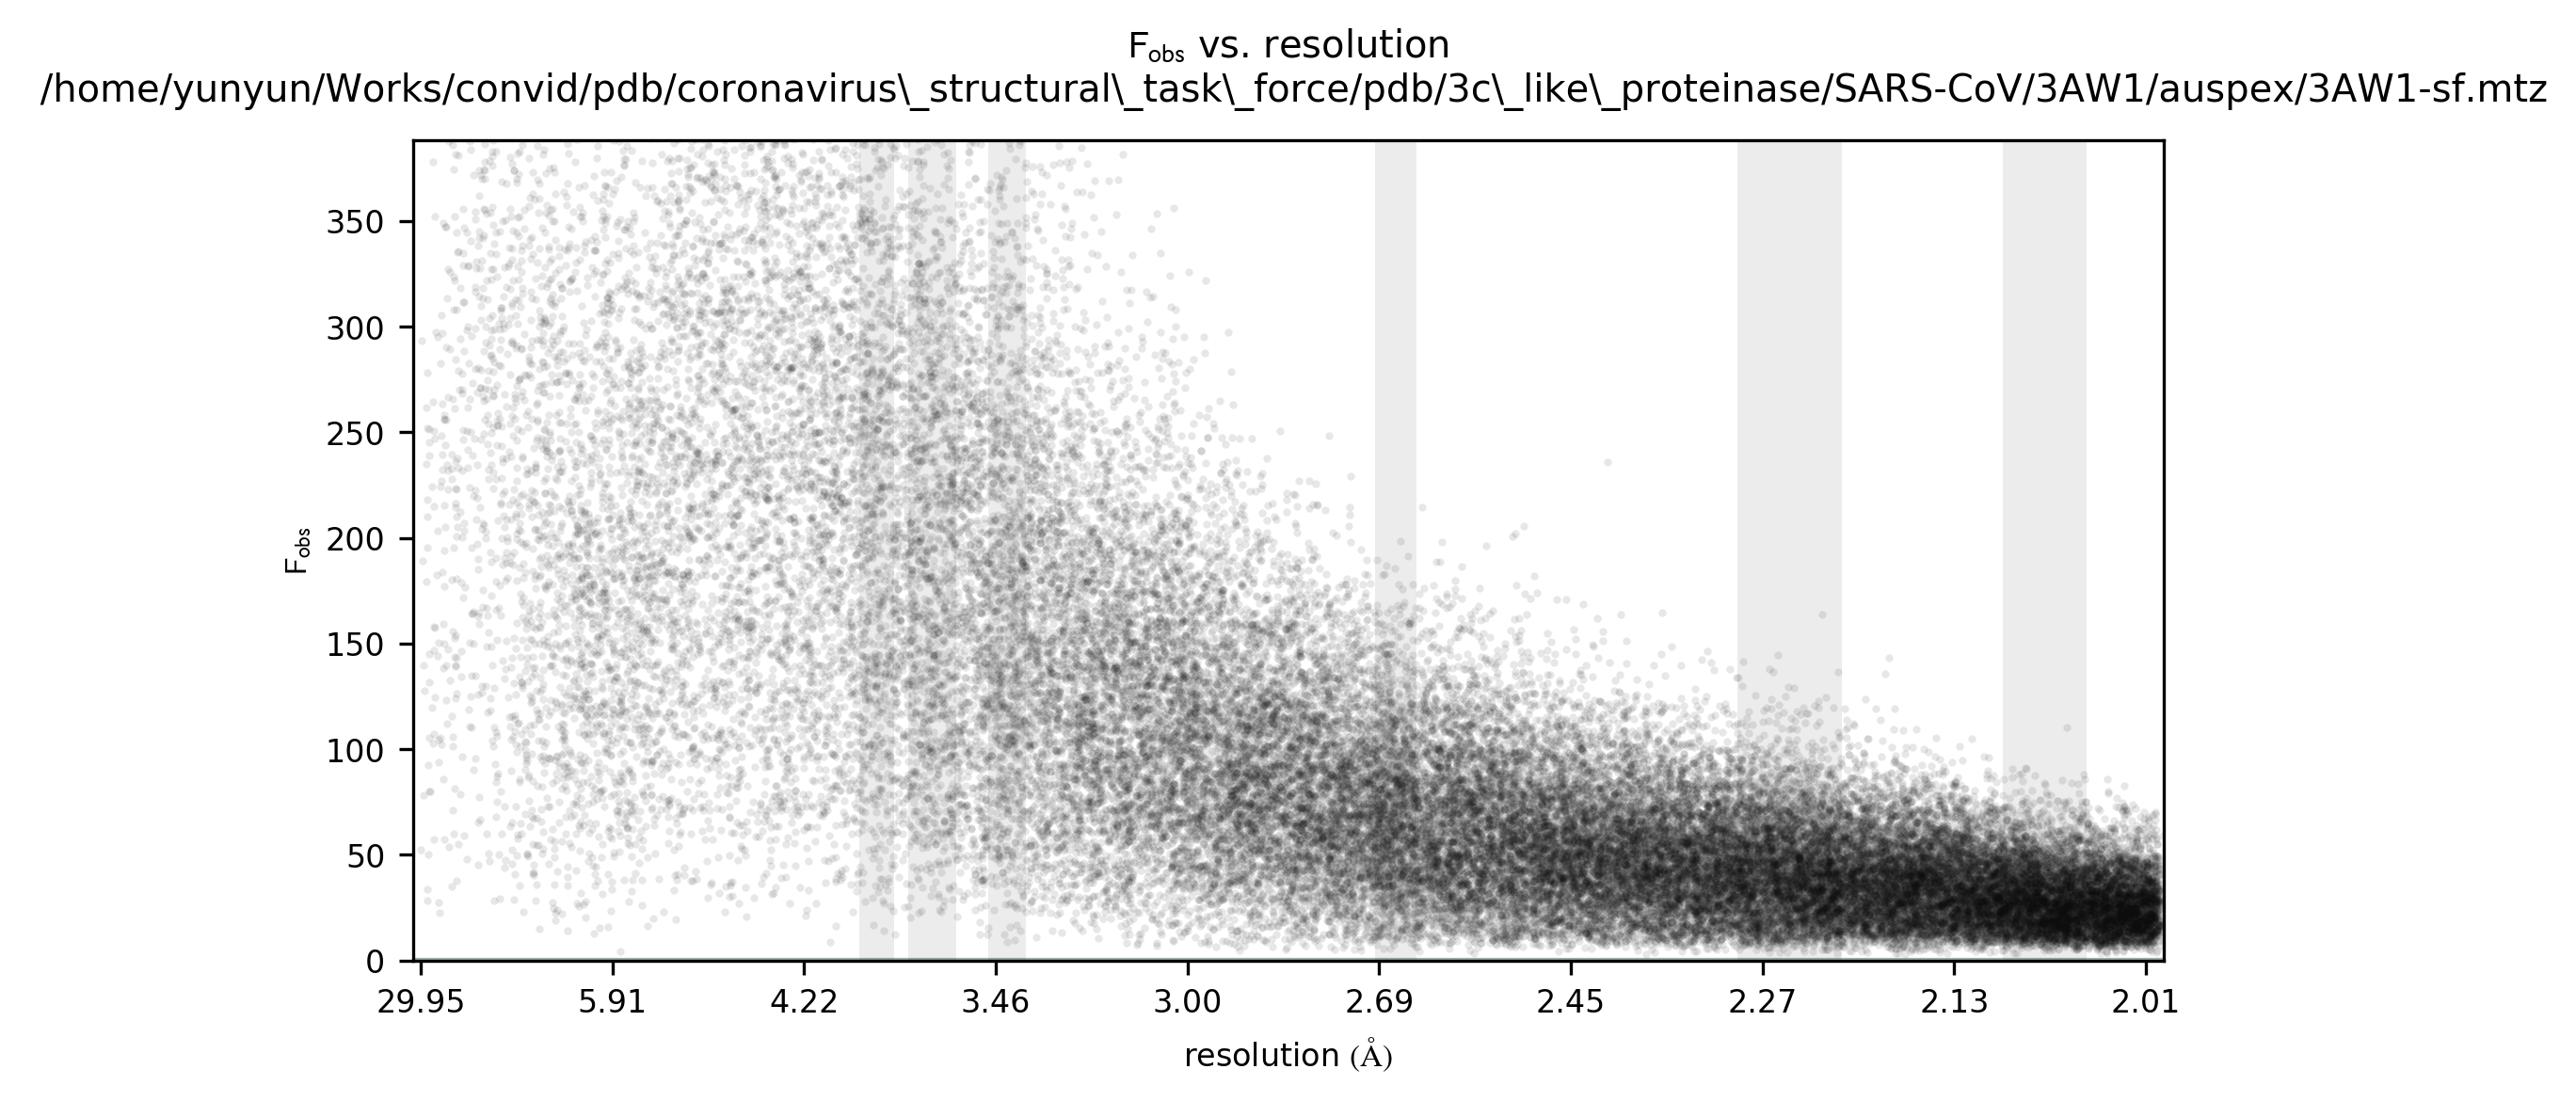 Fobs vs. resolution
/home/yunyun/Works/convid/pdb/coronavirus\_structural\_task\_force/pdb/3c\_like\_proteinase/SARS-CoV/3AW1/auspex/3AW1-sf.mtz
Fobs
350
300
250
200
150
100
50
0
29.95 5.91 4.22 3.46 3.00 2.69 2.45 2.27 2.13 2.01
resolution (Å)